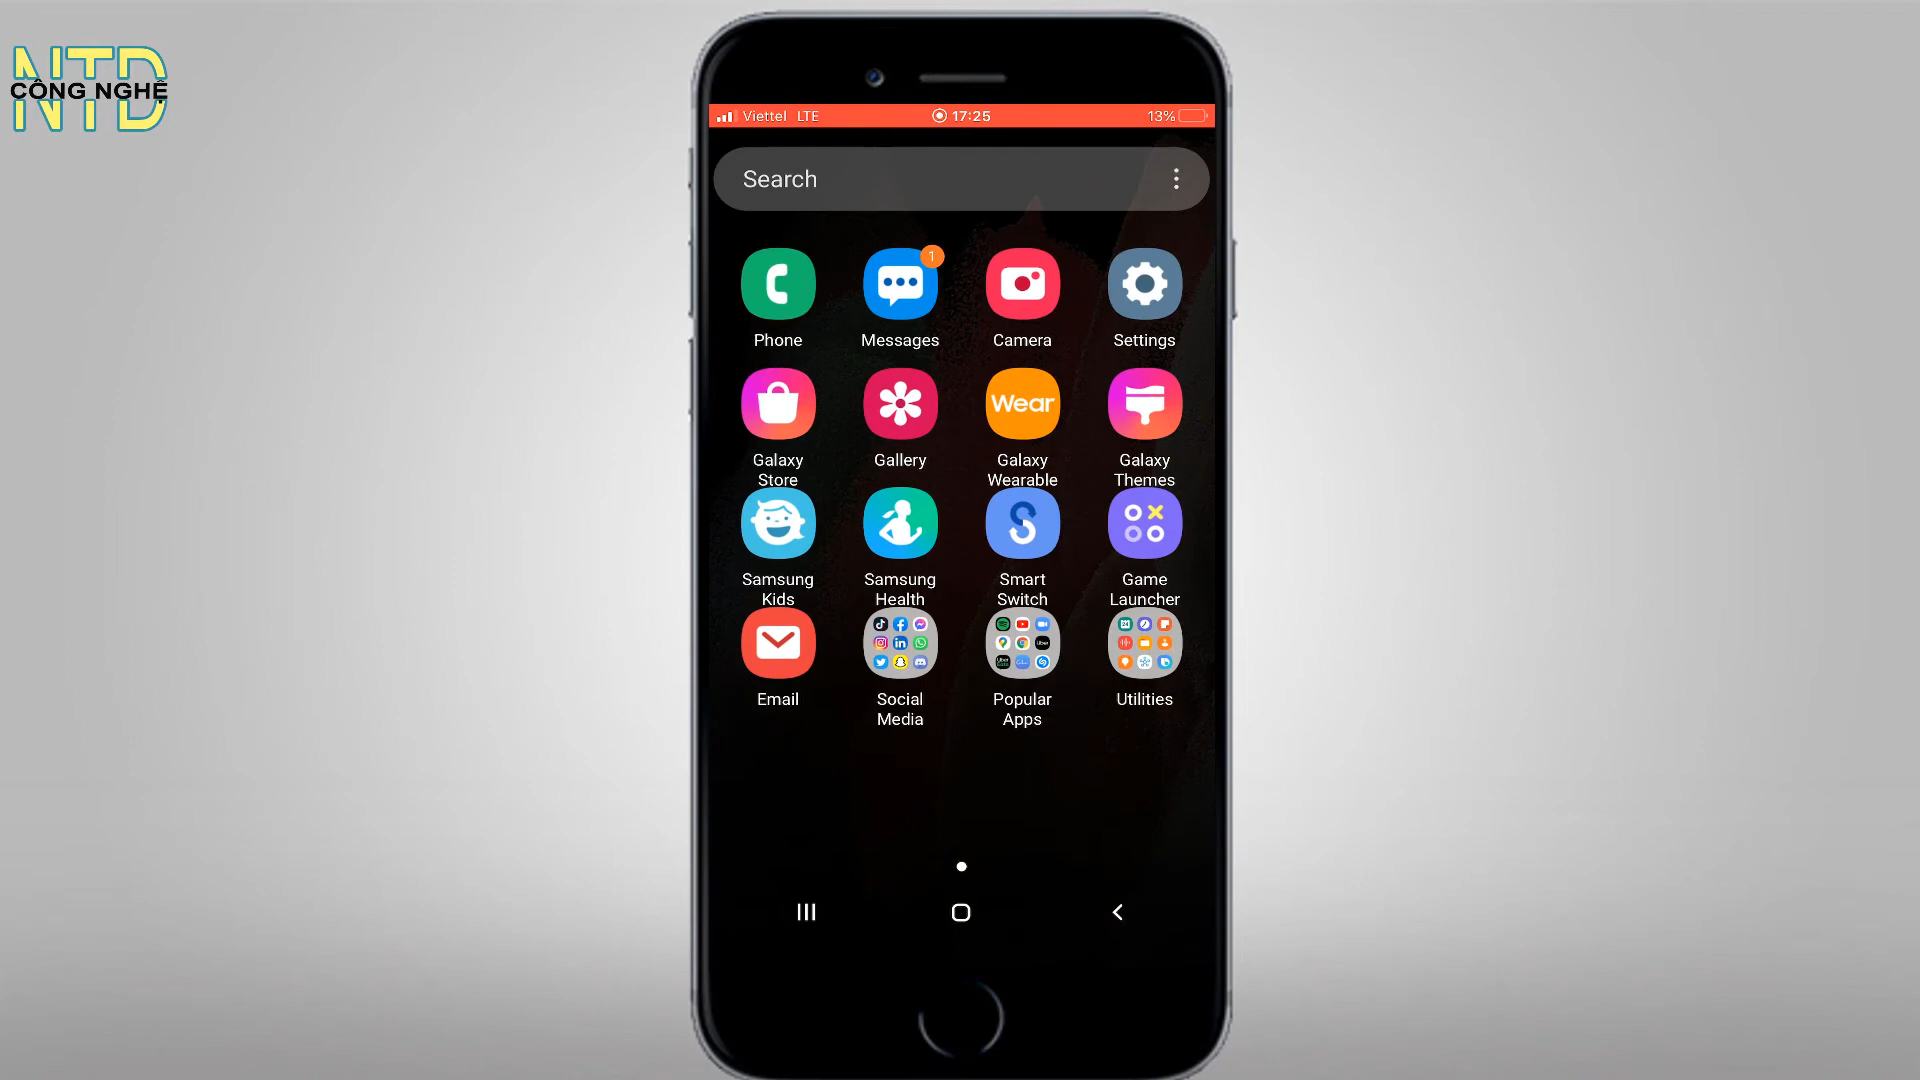 NTD
CÔNG NGHỆ
Viettel LTE 17:25 13%
Search
1
Phone Messages Camera Settings
Wear
Galaxy Store Gallery Galaxy Wearable Galaxy Themes
Samsung Kids Samsung Health Smart Switch Game Launcher
Email Social Media Popular Apps Utilities